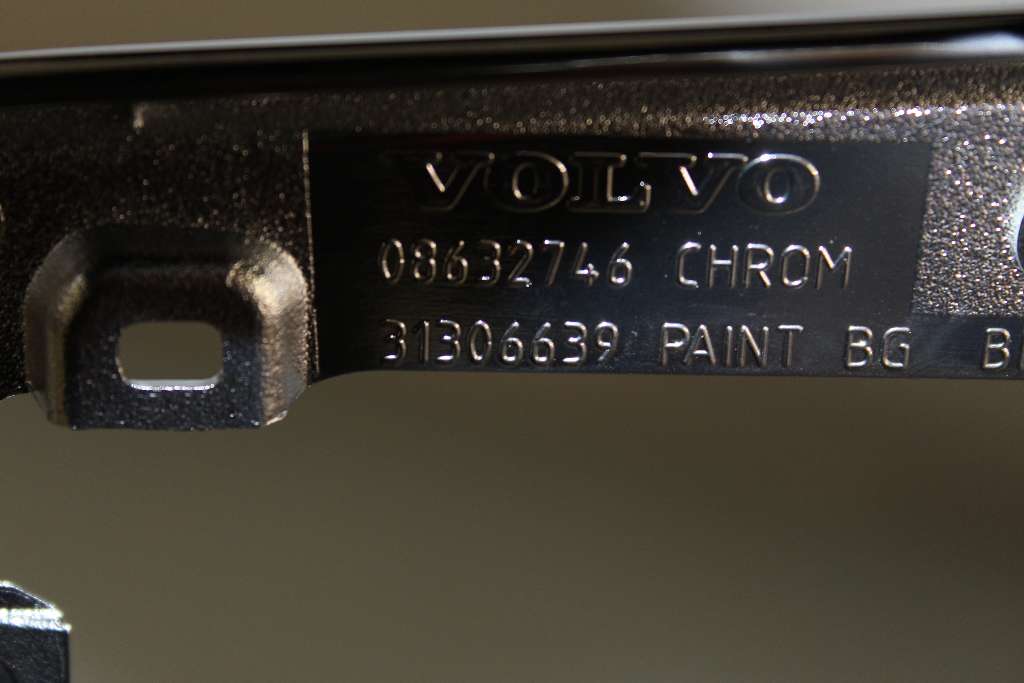 VOLVO
08632746 CHROM
31306639 PAINT BG